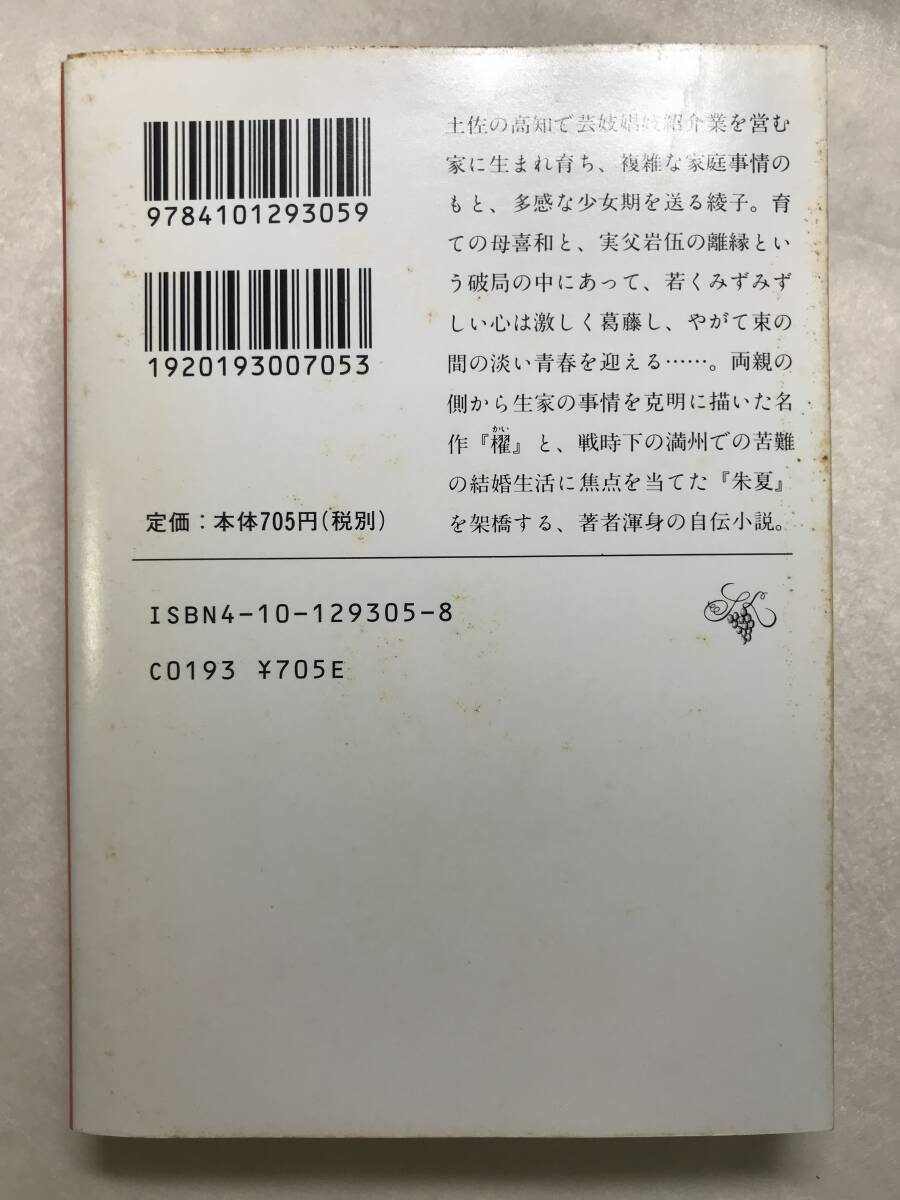 9784101293059
1920193007053
定価：本体705円（税別）
土佐の高知で芸妓娼妓紹介業を営む
家に生まれ育ち、複雑な家庭事情の
もと、多感な少女期を送る綾子。育
ての母喜和と、実父岩伍の離縁とい
う破局の中にあって、若くみずみず
しい心は激しく葛藤し、やがて束の
間の淡い青春を迎える……。両親の
側から生家の事情を克明に描いた名
かい
作『櫂』と、戦時下の満州での苦難
の結婚生活に焦点を当てた『朱夏』
を架橋する、著者渾身の自伝小説。
ISBN4-10-129305-8
C0193 ¥705E